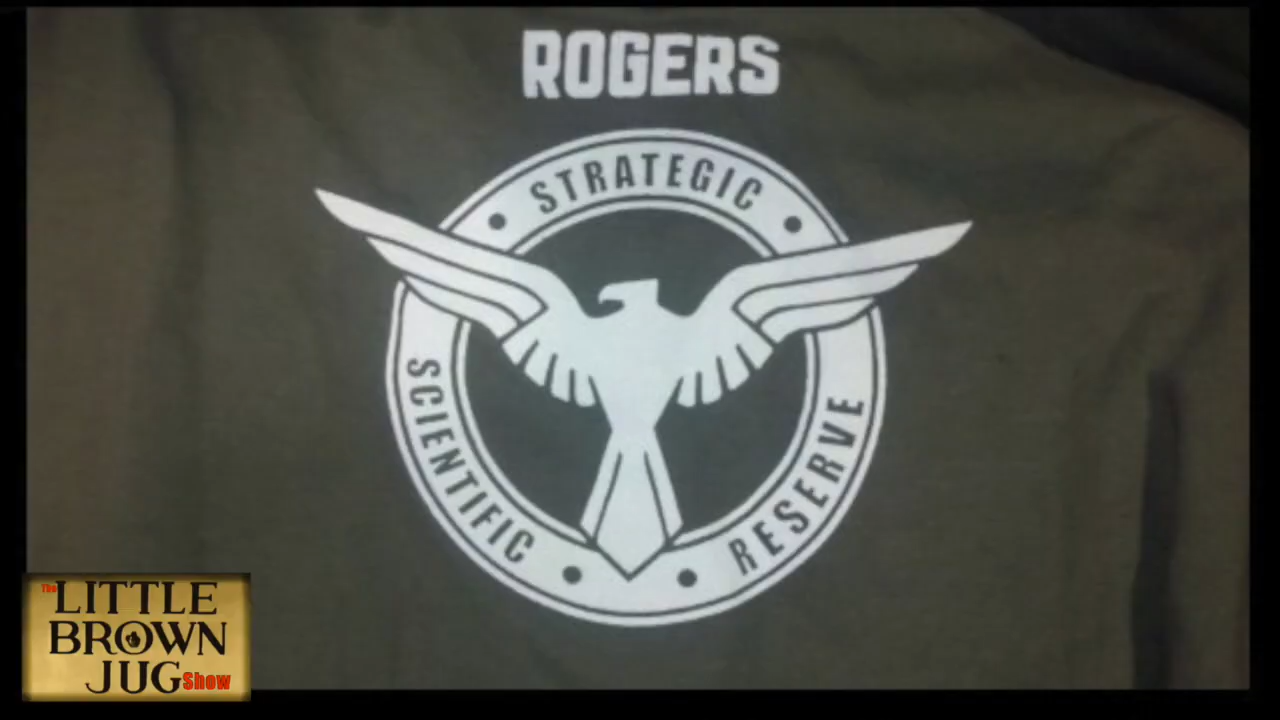 ROGERS
STRATEGIC
SCIENTIFIC
RESERVE
The
LITTLE
BROWN
JUG Show